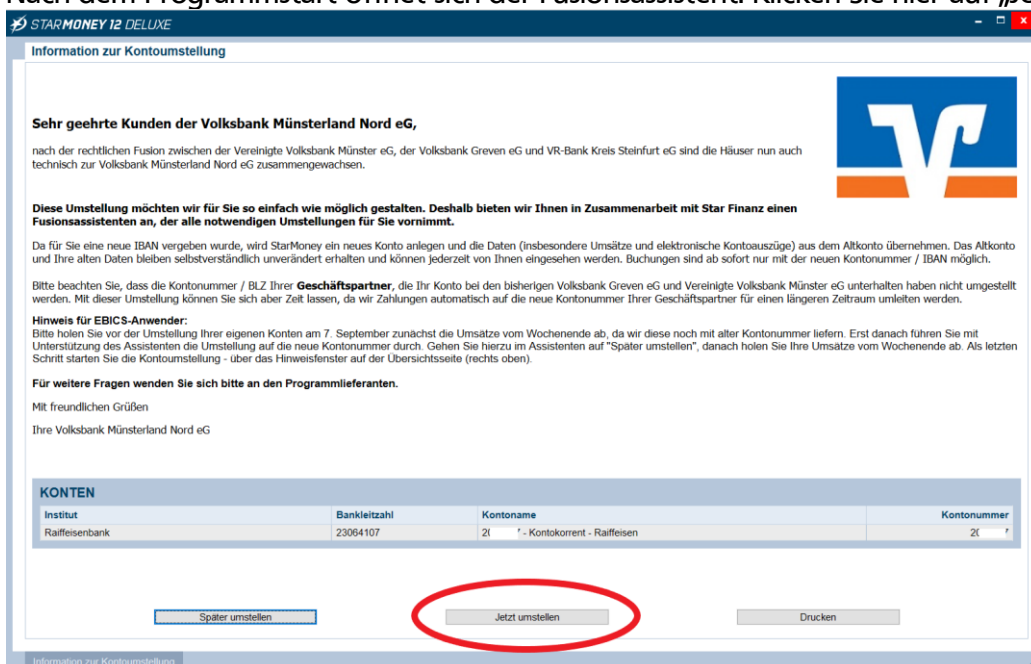 Nach dem Programmstart öffnet sich der Fusionsassistent. Klicken Sie hier auf
STARMONEY 12 DELUXE
Information zur Kontoumstellung
Sehr geehrte Kunden der Volksbank Münsterland Nord eG,
nach der rechtlichen Fusion zwischen der Vereinigte Volksbank Münster eG, der Volksbank Greven eG und VR-Bank Kreis Steinfurt eG sind die Häuser nun auch
technisch zur Volksbank Münsterland Nord eG zusammengewachsen.
Diese Umstellung möchten wir für Sie so einfach wie möglich gestalten. Deshalb bieten wir Ihnen in Zusammenarbeit mit Star Finanz einen
Fusionsassistenten an, der alle notwendigen Umstellungen für Sie vornimmt.
Da für Sie eine neue IBAN vergeben wurde, wird StarMoney ein neues Konto anlegen und die Daten (insbesondere Umsätze und elektronische Kontoauszüge) aus dem Altkonto übernehmen. Das Altkonto
und Ihre alten Daten bleiben selbstverständlich unverändert erhalten und können jederzeit von Ihnen eingesehen werden. Buchungen sind ab sofort nur mit der neuen Kontonummer / IBAN möglich.
Bitte beachten Sie, dass die Kontonummer / BLZ Ihrer Geschäftspartner, die Ihr Konto bei den bisherigen Volksbank Greven eG und Vereinigte Volksbank Münster eG unterhalten haben nicht umgestellt
werden. Mit dieser Umstellung können Sie sich aber Zeit lassen, da wir Zahlungen automatisch auf die neue Kontonummer Ihrer Geschäftspartner für einen längeren Zeitraum umleiten werden.
Hinweis für EBICS-Anwender:
Bitte holen Sie vor der Umstellung Ihrer eigenen Konten am 7. September zunächst die Umsätze vom Wochenende ab, da wir diese noch mit alter Kontonummer liefern. Erst danach führen Sie mit
Unterstützung des Assistenten die Umstellung auf die neue Kontonummer durch. Gehen Sie hierzu im Assistenten auf "Später umstellen", danach holen Sie Ihre Umsätze vom Wochenende ab. Als letzten
Schritt starten Sie die Kontoumstellung - über das Hinweisfenster auf der Übersichtsseite (rechts oben).
Für weitere Fragen wenden Sie sich bitte an den Programmlieferanten.
Mit freundlichen Grüßen
Ihre Volksbank Münsterland Nord eG
KONTEN
Institut Bankleitzahl Kontoname Kontonummer
Raiffeisenbank 23064107 - Kontokorrent - Raiffeisen
Später umstellen Jetzt umstellen Drucken
Information zur Kontoumstellung